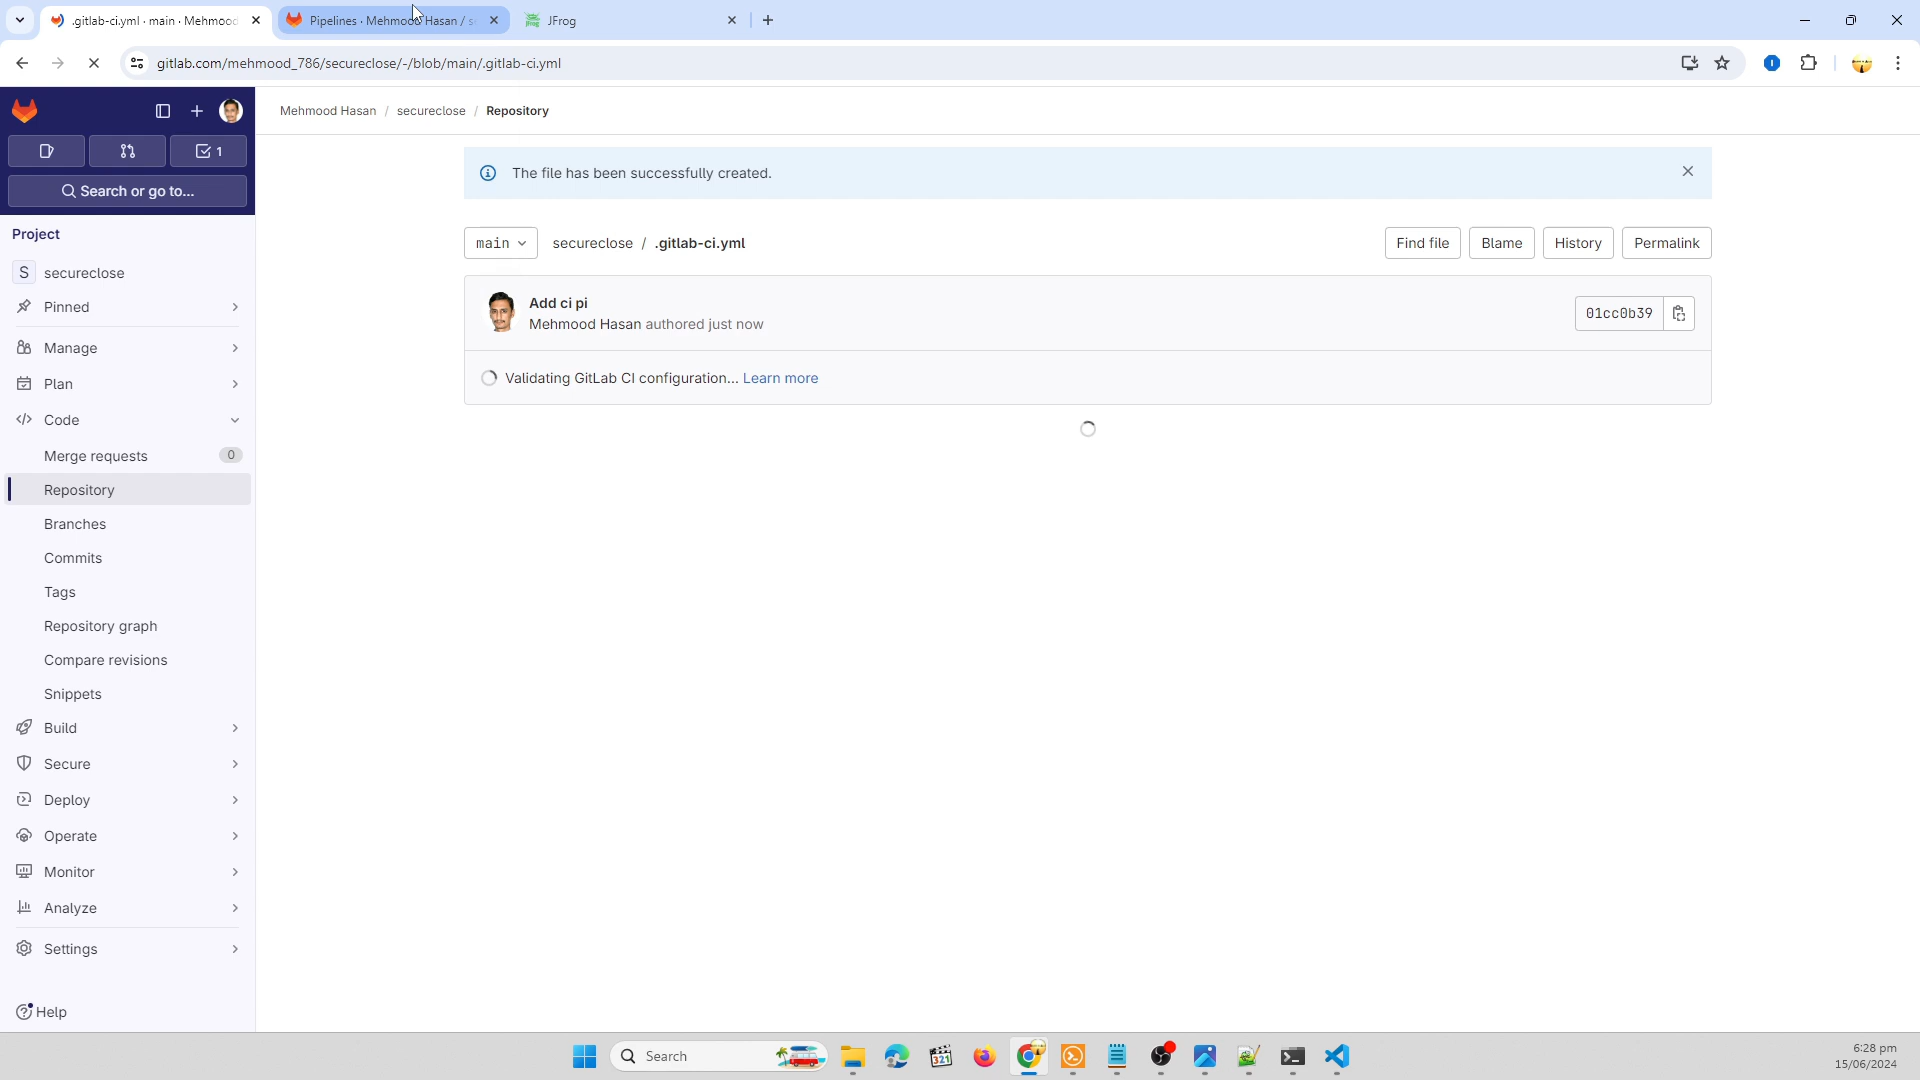 .gitlab-ci.yml · main · Mehmood
Pipelines · Mehmood Hasan / s
JFrog
gitlab.com/mehmood_786/secureclose/-/blob/main/.gitlab-ci.yml
Mehmood Hasan / secureclose / Repository
1
Search or go to...
The file has been successfully created.
Project
main
secureclose / .gitlab-ci.yml
Find file
Blame
History
Permalink
S secureclose
Pinned
Add ci pi
Mehmood Hasan authored just now
01cc0b39
Manage
Validating GitLab CI configuration... Learn more
Plan
Code
Merge requests 0
Repository
Branches
Commits
Tags
Repository graph
Compare revisions
Snippets
Build
Secure
Deploy
Operate
Monitor
Analyze
Settings
Help
Search
321
6:28 pm
15/06/2024